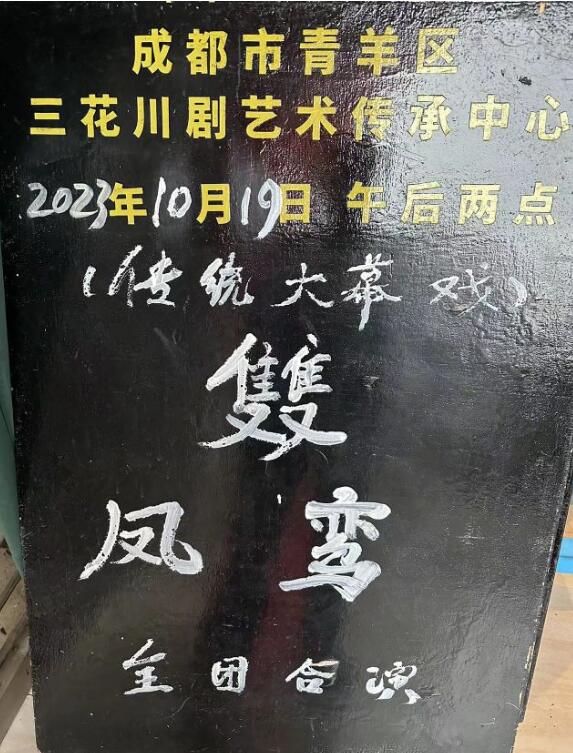 成都市青羊区
三花川剧艺术传承中心
2023年10月19日 午后两点
(传统大幕戏)
雙
凤鸾
全团合演